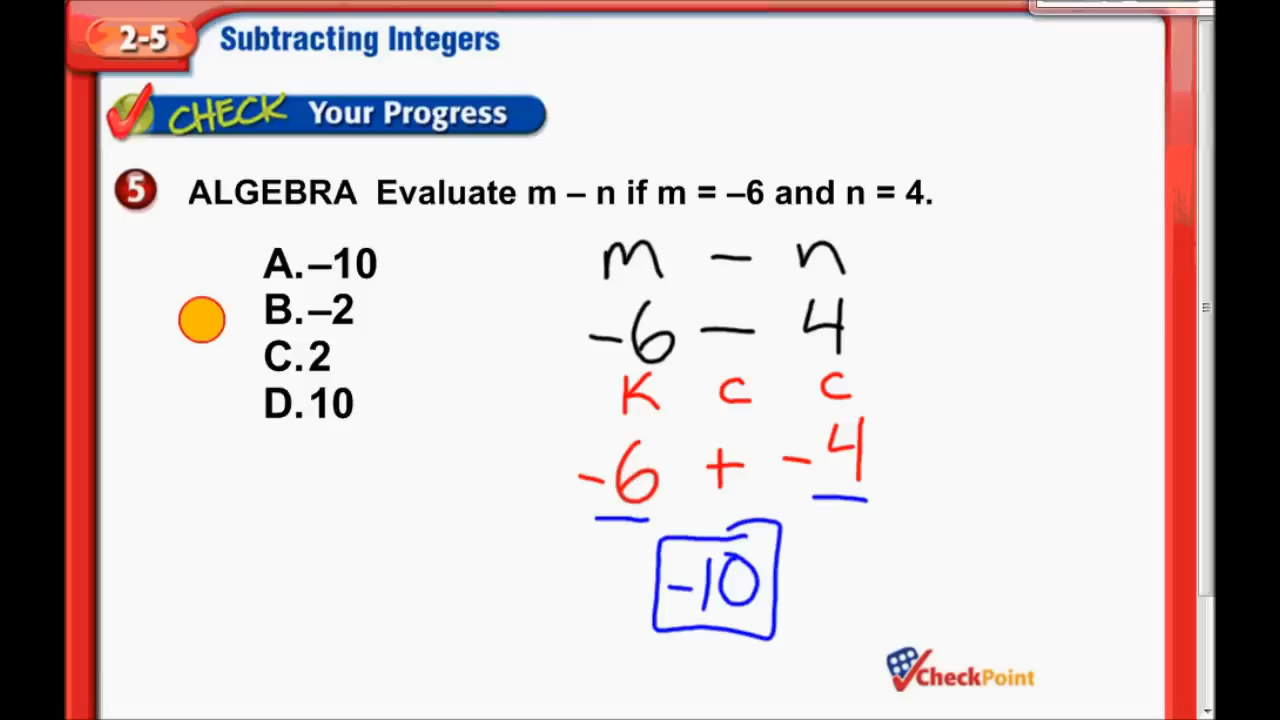 2-5 Subtracting Integers
CHECK Your Progress
5 ALGEBRA Evaluate m – n if m = –6 and n = 4.
A. –10
B. –2
C. 2
D. 10
m – n
-6 – 4
K C C
-6 + -4
-10
CheckPoint